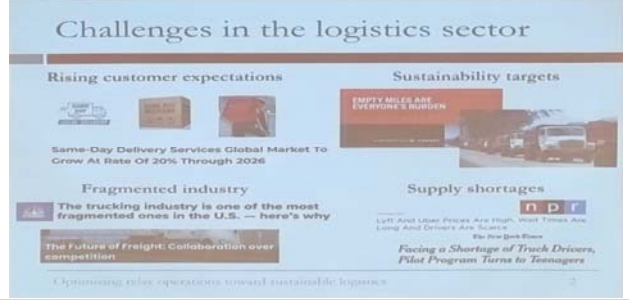 Challenges in the logistics sector
Rising customer expectations
Sustainability targets
SAME DAY
EMPTY MILES ARE
EVERYONE'S BURDEN
Same-Day Delivery Services Global Market To
Grow At Rate Of 20% Through 2026
Fragmented industry
Supply shortages
The trucking industry is one of the most
fragmented ones in the U.S. — here's why
npr
Lyft And Uber Prices Are High, Wait Times Are
Long And Drivers Are Scarce
The New York Times
The Future of Freight: Collaboration over
competition
Facing a Shortage of Truck Drivers,
Pilot Program Turns to Teenagers
Optimizing relay operations toward sustainable logistics
2